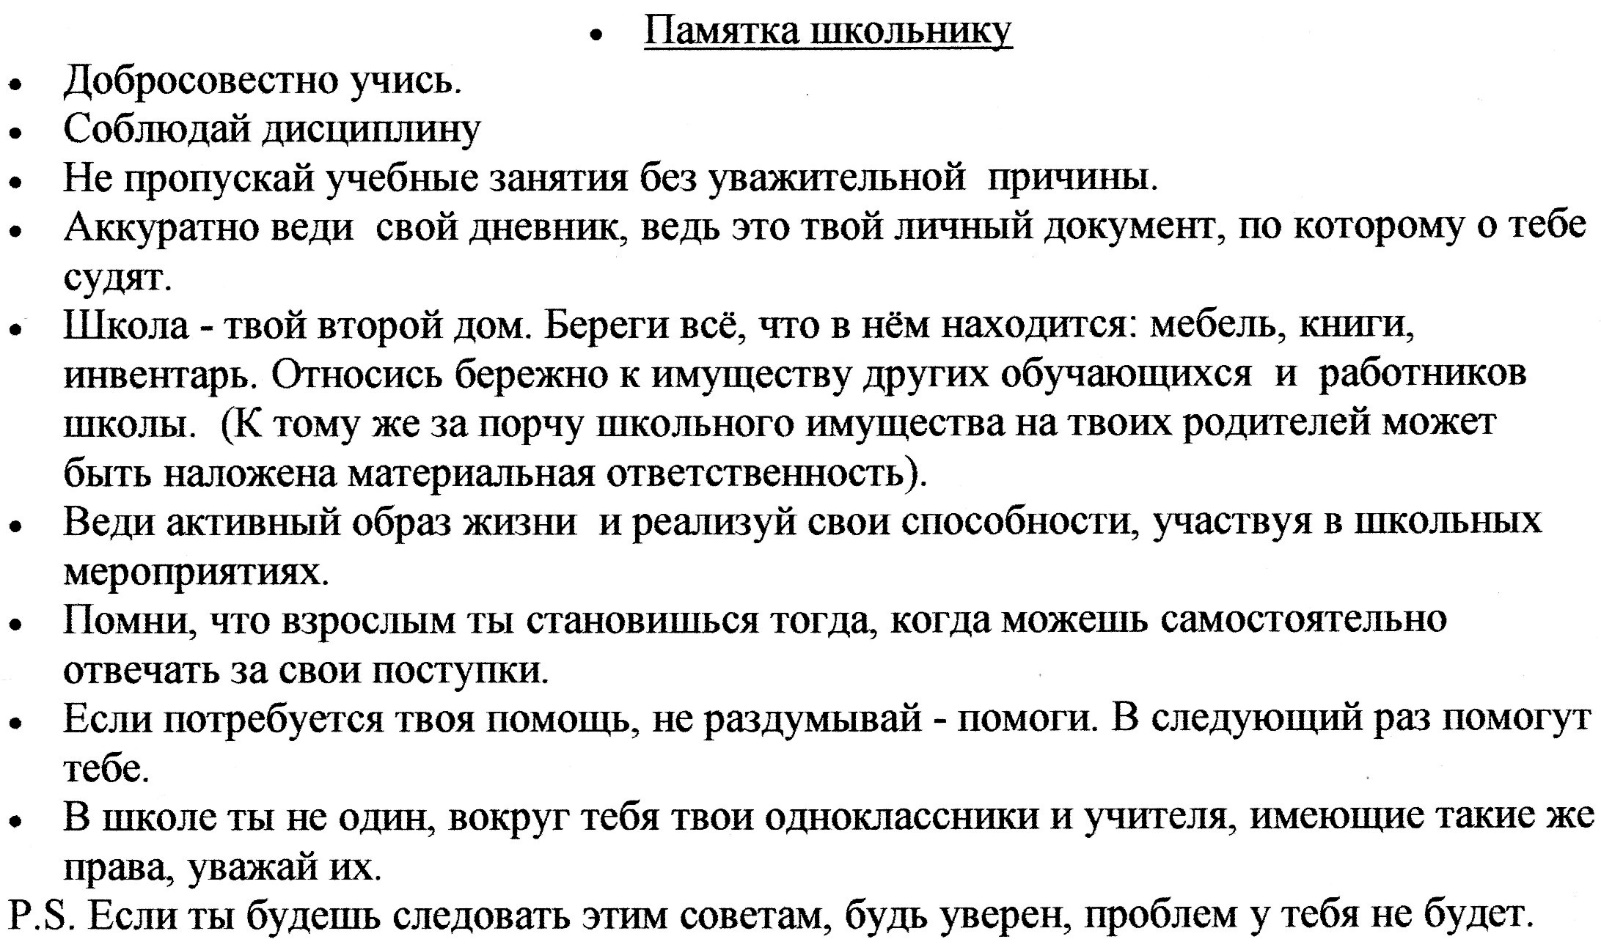 • Памятка школьнику
• Добросовестно учись.
• Соблюдай дисциплину
• Не пропускай учебные занятия без уважительной причины.
• Аккуратно веди свой дневник, ведь это твой личный документ, по которому о тебе
судят.
• Школа - твой второй дом. Береги всё, что в нём находится: мебель, книги,
инвентарь. Относись бережно к имуществу других обучающихся и работников
школы. (К тому же за порчу школьного имущества на твоих родителей может
быть наложена материальная ответственность).
• Веди активный образ жизни и реализуй свои способности, участвуя в школьных
мероприятиях.
• Помни, что взрослым ты становишься тогда, когда можешь самостоятельно
отвечать за свои поступки.
• Если потребуется твоя помощь, не раздумывай - помоги. В следующий раз помогут
тебе.
• В школе ты не один, вокруг тебя твои одноклассники и учителя, имеющие такие же
права, уважай их.
P.S. Если ты будешь следовать этим советам, будь уверен, проблем у тебя не будет.